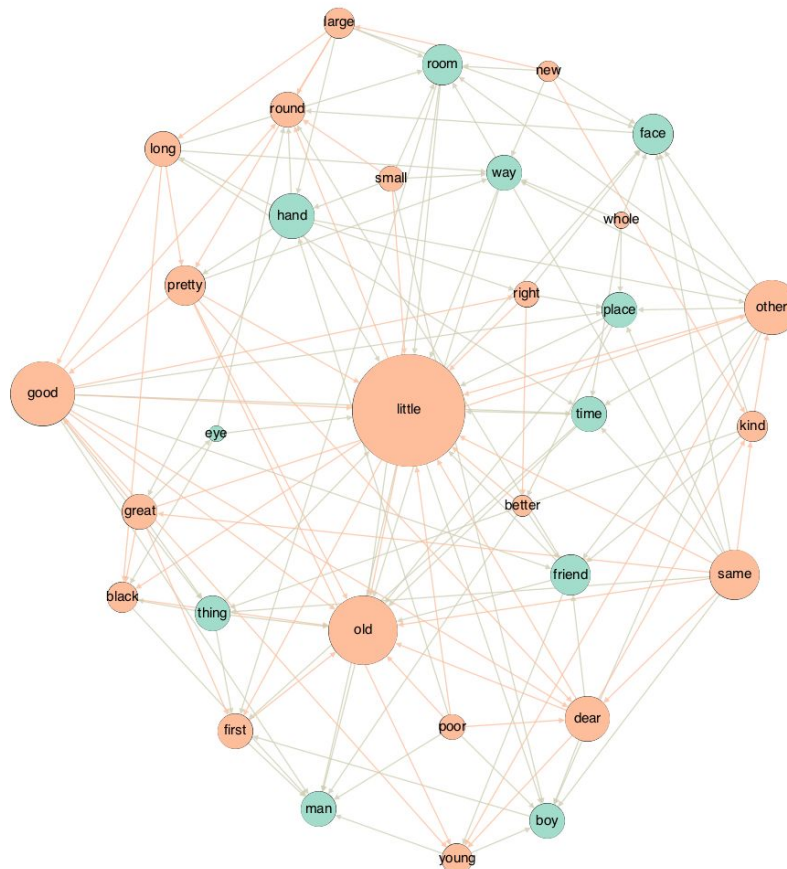 large
room
new
round
face
long
way
small
whole
hand
pretty
right
other
place
good
little
time
kind
eye
better
great
friend
same
black
thing
old
dear
poor
first
man
boy
young